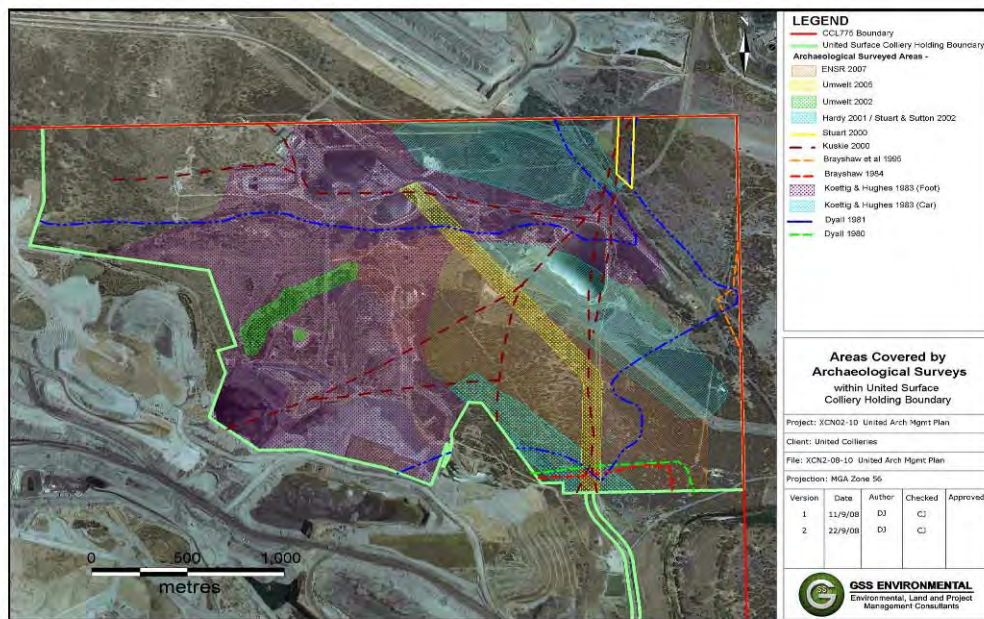 LEGEND
CCL775 Boundary
United Surface Colliery Holding Boundary
Archaeological Surveyed Areas -
ENSR 2007
Umwelt 2005
Umwelt 2002
Hardy 2001 / Stuart & Sutton 2002
Stuart 2000
Kuskie 2000
Brayshaw et al 1995
Brayshaw 1984
Koettig & Hughes 1983 (Foot)
Koettig & Hughes 1983 (Car)
Dyall 1981
Dyall 1980
0 500 1,000
metres
Areas Covered by
Archaeological Surveys
within United Surface
Colliery Holding Boundary
Project: XCN02-10 United Arch Mgmt Plan
Client: United Collieries
File: XCN2-08-10 United Arch Mgmt Plan
Projection: MGA Zone 56
Version Date Author Checked Approved
1 11/9/08 DJ CJ
2 22/9/08 DJ CJ
GSS
GSS ENVIRONMENTAL
Environmental, Land and Project
Management Consultants